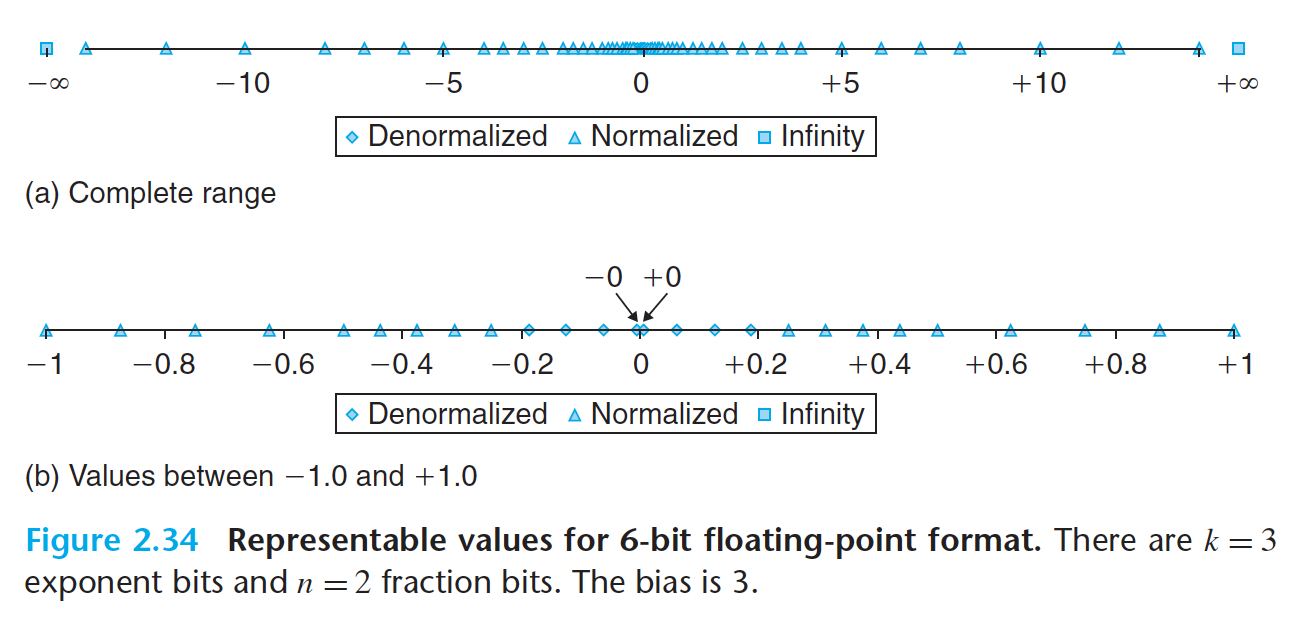 −∞ −10 −5 0 +5 +10 +∞
Denormalized Normalized Infinity
(a) Complete range
−0 +0
−1 −0.8 −0.6 −0.4 −0.2 0 +0.2 +0.4 +0.6 +0.8 +1
Denormalized Normalized Infinity
(b) Values between −1.0 and +1.0
Figure 2.34 Representable values for 6-bit floating-point format. There are k = 3
exponent bits and n = 2 fraction bits. The bias is 3.